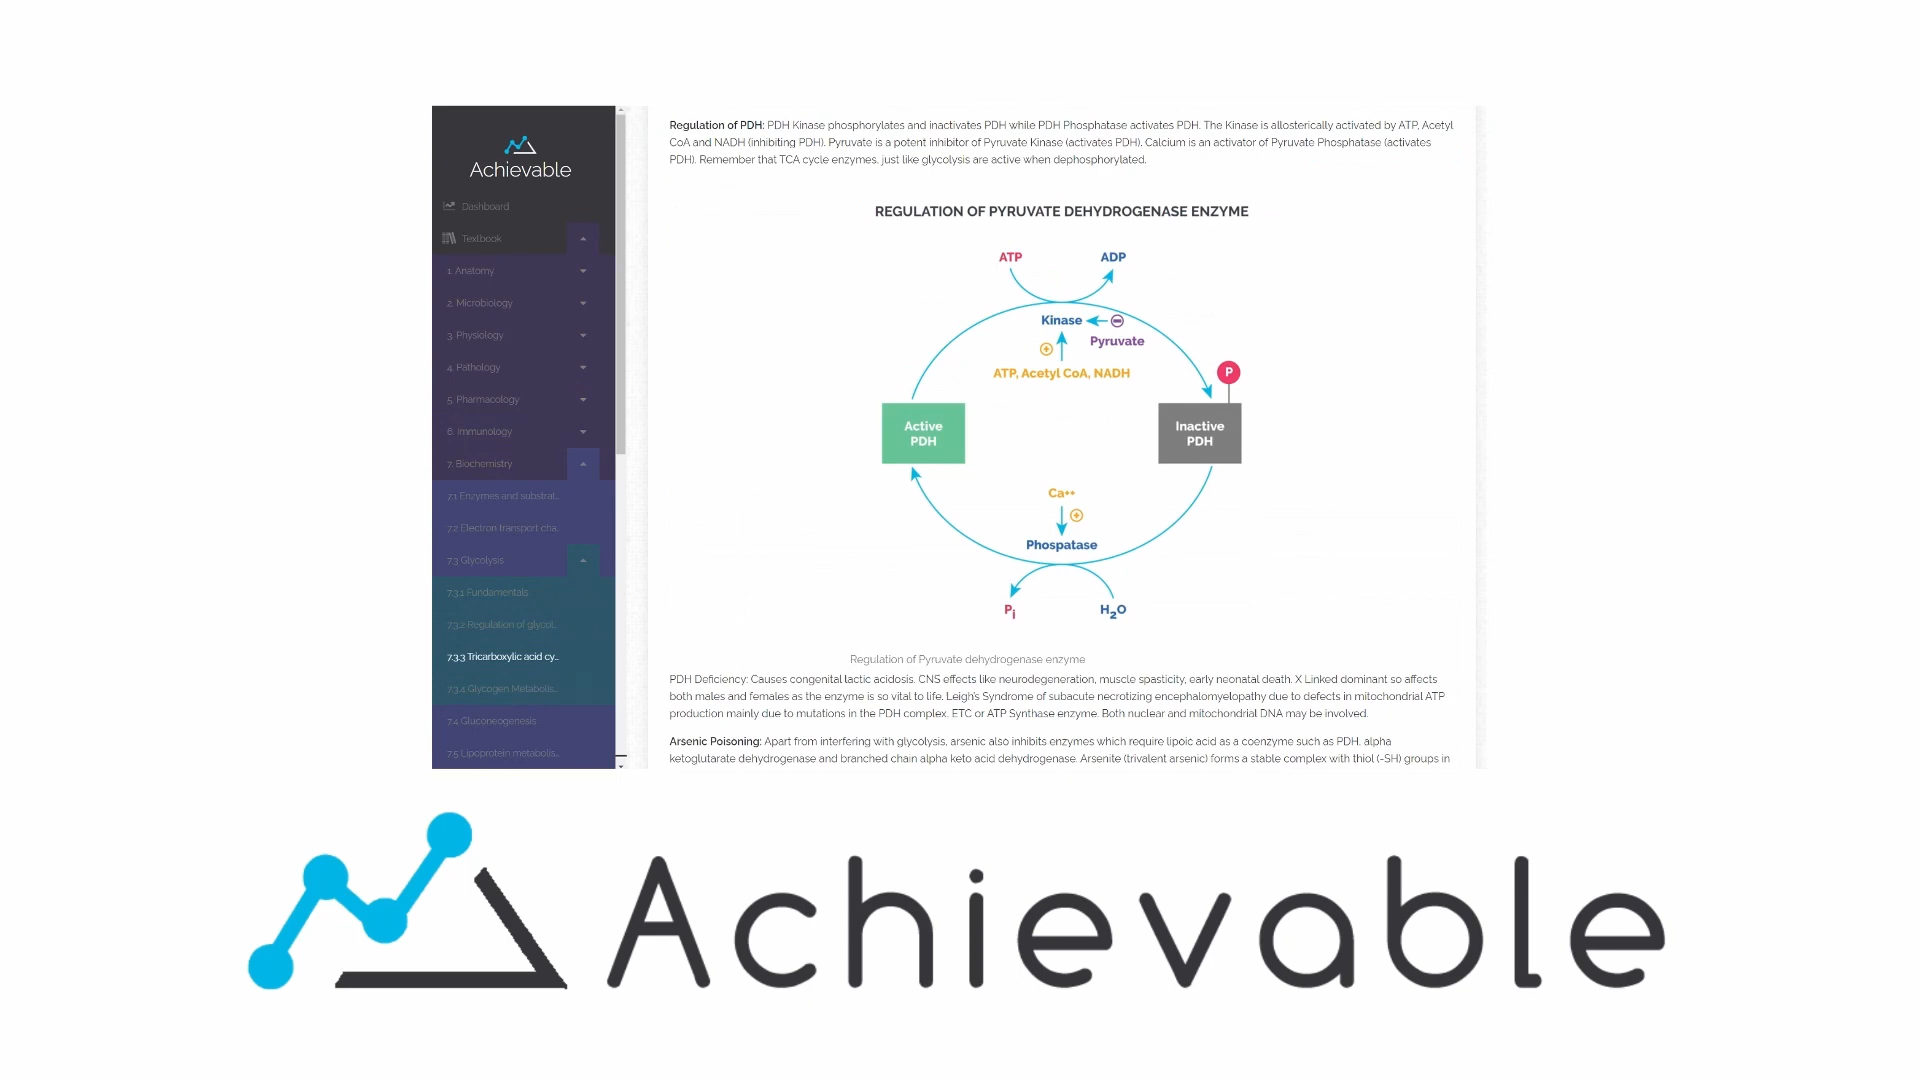 Achievable
Dashboard
Textbook
1. Anatomy
2. Microbiology
3. Physiology
4. Pathology
5. Pharmacology
6. Immunology
7. Biochemistry
7.1 Enzymes and substrat...
7.2 Electron transport cha...
7.3 Glycolysis
7.3.1 Fundamentals
7.3.2 Regulation of glycol...
7.3.3 Tricarboxylic acid cy...
7.3.4 Glycogen Metabolis...
7.4 Gluconeogenesis
7.5 Lipoprotein metabolis...
Regulation of PDH: PDH Kinase phosphorylates and inactivates PDH while PDH Phosphatase activates PDH. The Kinase is allosterically activated by ATP, Acetyl
CoA and NADH (inhibiting PDH). Pyruvate is a potent inhibitor of Pyruvate Kinase (activates PDH). Calcium is an activator of Pyruvate Phosphatase (activates
PDH). Remember that TCA cycle enzymes, just like glycolysis are active when dephosphorylated.
REGULATION OF PYRUVATE DEHYDROGENASE ENZYME
ATP ADP
Kinase
Pyruvate
ATP, Acetyl CoA, NADH
P
Active
PDH
Inactive
PDH
Ca++
Phospatase
Pi H2O
Regulation of Pyruvate dehydrogenase enzyme
PDH Deficiency: Causes congenital lactic acidosis. CNS effects like neurodegeneration, muscle spasticity, early neonatal death. X Linked dominant so affects
both males and females as the enzyme is so vital to life. Leigh's Syndrome of subacute necrotizing encephalomyelopathy due to defects in mitochondrial ATP
production mainly due to mutations in the PDH complex, ETC or ATP Synthase enzyme. Both nuclear and mitochondrial DNA may be involved.
Arsenic Poisoning: Apart from interfering with glycolysis, arsenic also inhibits enzymes which require lipoic acid as a coenzyme such as PDH, alpha
ketoglutarate dehydrogenase and branched chain alpha keto acid dehydrogenase. Arsenite (trivalent arsenic) forms a stable complex with thiol (-SH) groups in
Achievable